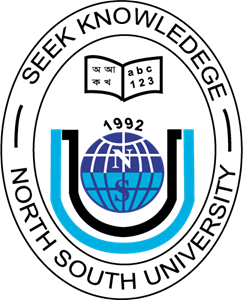 SEEK KNOWLEDEGE
অ আ abc
ক খ 123
1992
N
S
NORTH SOUTH UNIVERSITY